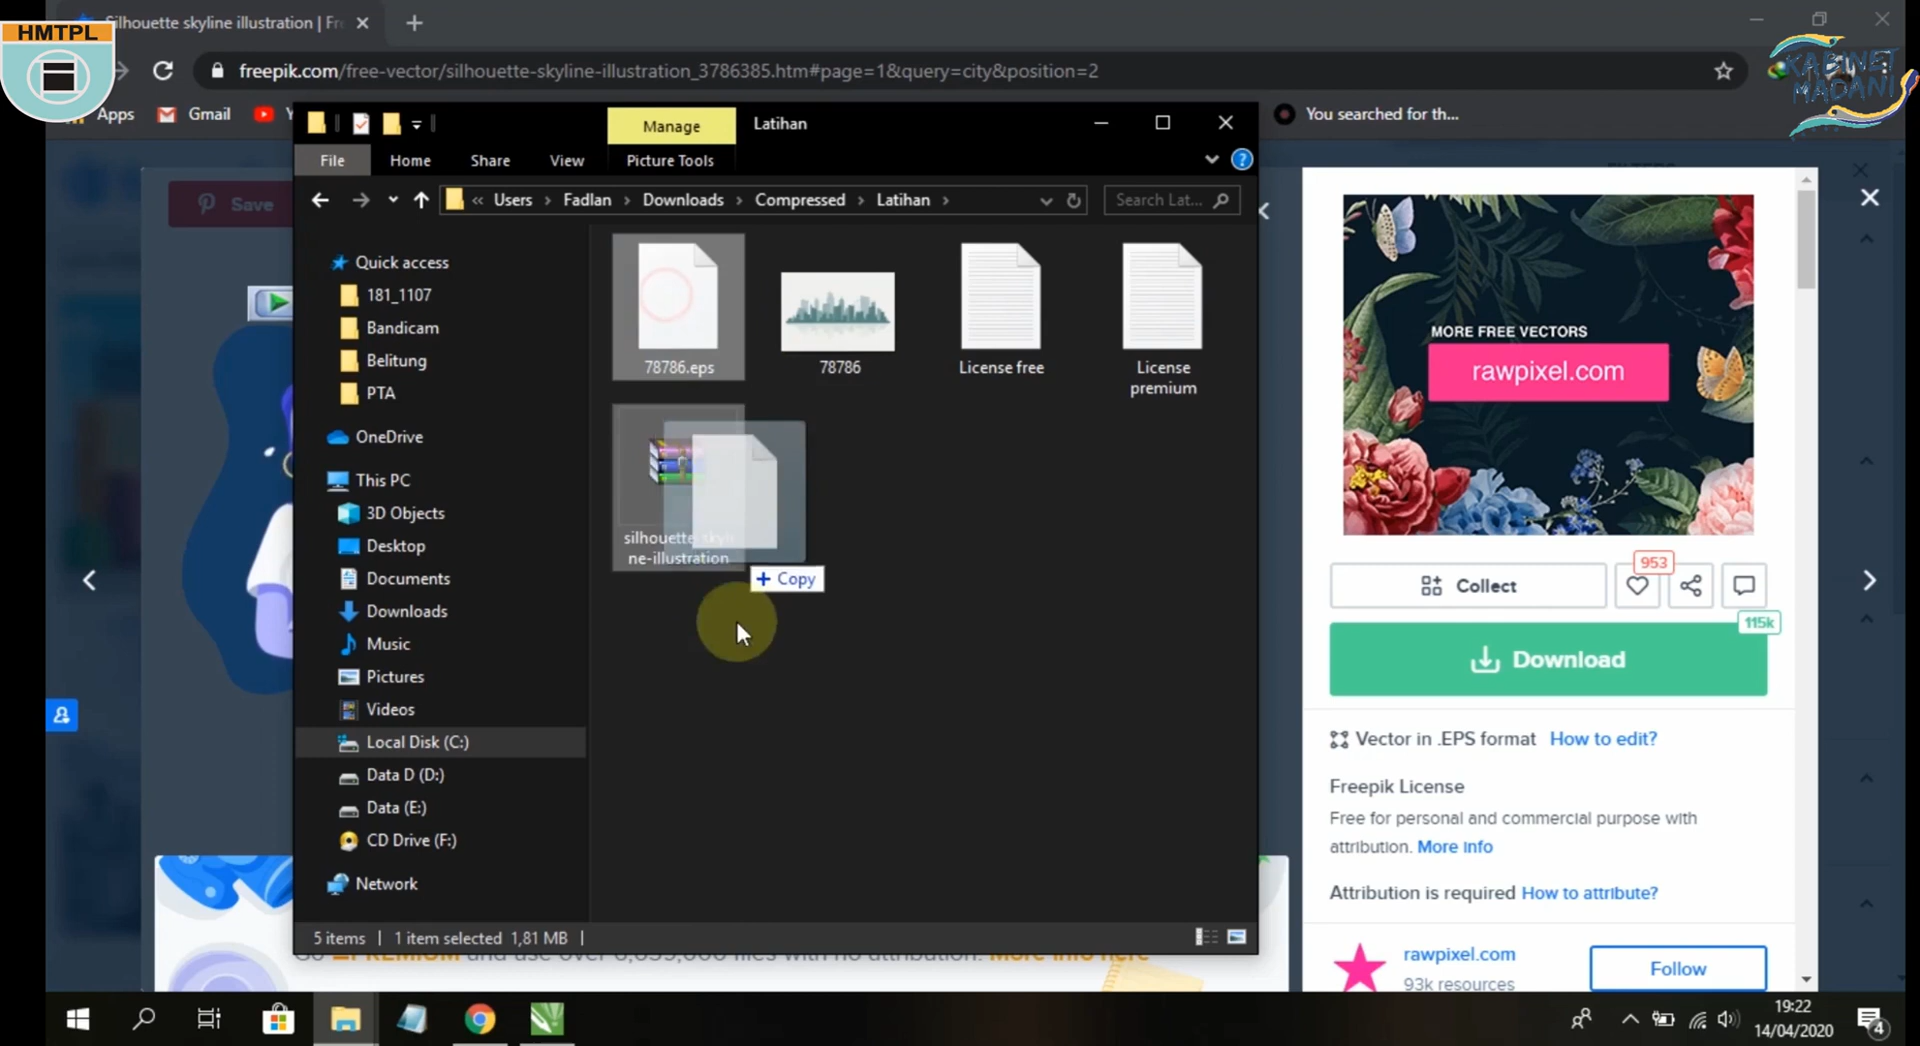 HMTPL
Silhouette skyline illustration | Fr
freepik.com/free-vector/silhouette-skyline-illustration_3786385.htm#page=1&query=city&position=2
KABINET
MADANI
Apps
Gmail
You searched for th...
Manage
Latihan
File
Home
Share
View
Picture Tools
Save
« Users › Fadlan › Downloads › Compressed › Latihan ›
Search Lat...
Quick access
181_1107
Bandicam
Belitung
PTA
OneDrive
This PC
3D Objects
Desktop
Documents
Downloads
Music
Pictures
Videos
Local Disk (C:)
Data D (D:)
Data (E:)
CD Drive (F:)
Network
78786.eps
78786
License free
License
premium
ne-illustration
+ Copy
5 items
1 item selected 1,81 MB
MORE FREE VECTORS
rawpixel.com
953
Collect
115k
Download
Vector in .EPS format How to edit?
Freepik License
Free for personal and commercial purpose with
attribution. More info
Attribution is required How to attribute?
rawpixel.com
93k resources
Follow
19:22
14/04/2020
4